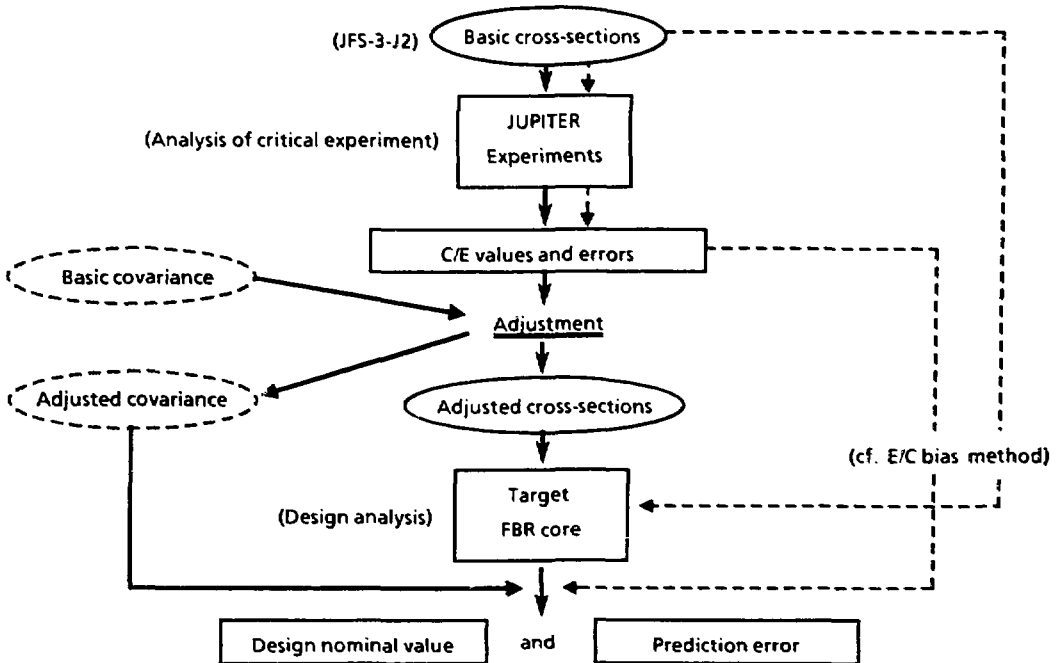 (JFS-3-J2)
Basic cross-sections
(Analysis of critical experiment)
JUPITER
Experiments
C/E values and errors
Basic covariance
Adjustment
Adjusted covariance
Adjusted cross-sections
(cf. E/C bias method)
(Design analysis)
Target
FBR core
Design nominal value
and
Prediction error